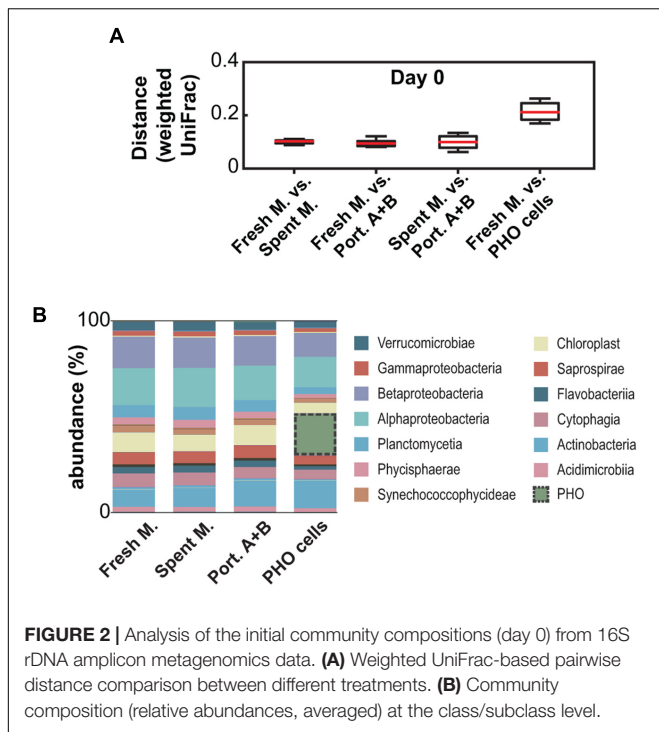 A
Distance
(weighted
UniFrac)
0.4
0.2
0
Day 0
Fresh M. vs.
Spent M.
Fresh M. vs.
Port. A+B
Spent M. vs.
Port. A+B
Fresh M. vs.
PHO cells
B
abundance (%)
100
0
Fresh M.
Spent M.
Port. A+B
PHO cells
Verrucomicrobiae
Gammaproteobacteria
Betaproteobacteria
Alphaproteobacteria
Planctomycetia
Phycisphaerae
Synechococcophycideae
Chloroplast
Saprospirae
Flavobacteriia
Cytophagia
Actinobacteria
Acidimicrobiia
PHO
FIGURE 2 | Analysis of the initial community compositions (day 0) from 16S
rDNA amplicon metagenomics data. (A) Weighted UniFrac-based pairwise
distance comparison between different treatments. (B) Community
composition (relative abundances, averaged) at the class/subclass level.